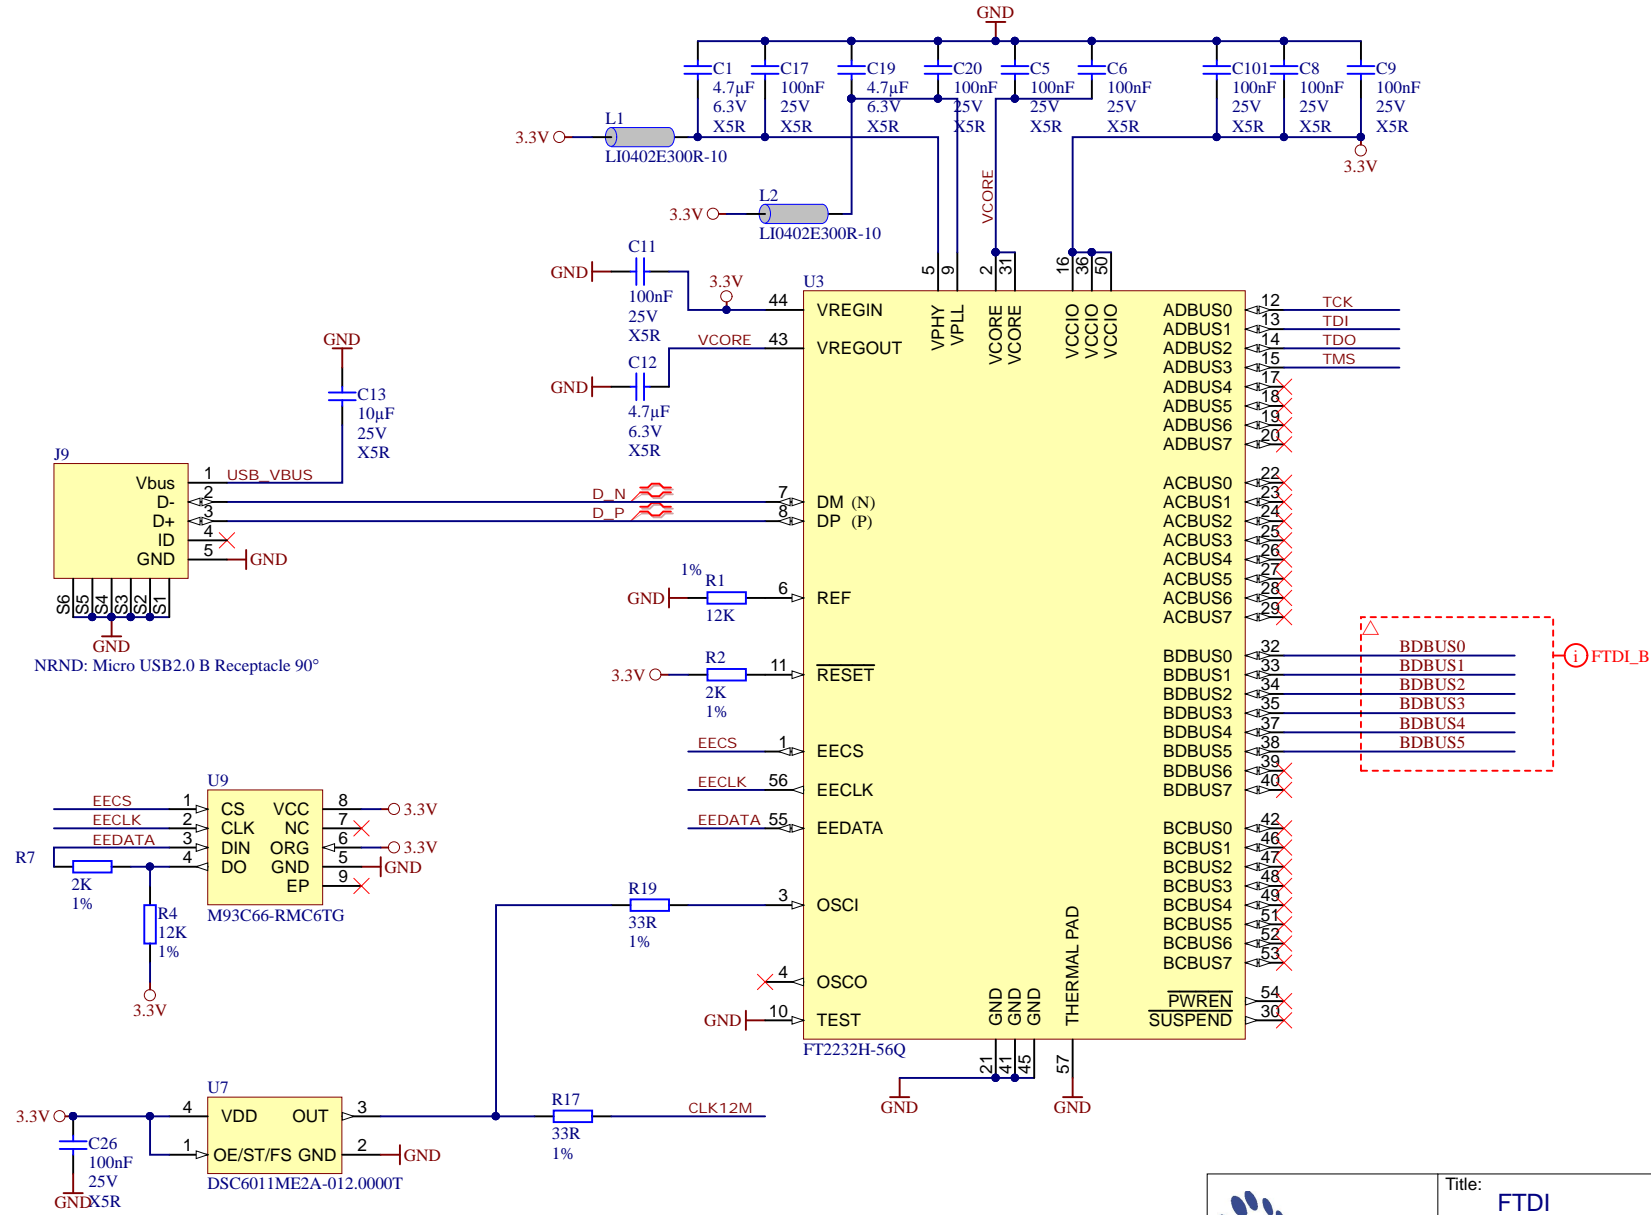 GND
C1
4.7µF
6.3V
X5R
C17
100nF
25V
X5R
C19
4.7µF
6.3V
X5R
C20
100nF
25V
X5R
C5
100nF
25V
X5R
C6
100nF
25V
X5R
C101
100nF
25V
X5R
C8
100nF
25V
X5R
C9
100nF
25V
X5R
3.3V
L1
LI0402E300R-10
3.3V
3.3V
L2
LI0402E300R-10
VCORE
C11
GND
100nF
25V
X5R
3.3V
VCORE
C12
GND
4.7µF
6.3V
X5R
GND
C13
10µF
25V
X5R
J9
Vbus 1 USB_VBUS
D- 2
D+ 3
ID 4
GND 5 GND
S6 S5 S4 S3 S2 S1
GND
NRND: Micro USB2.0 B Receptacle 90°
D_N
D_P
1%
R1
GND
12K
R2
3.3V
2K
1%
EECS
EECLK
EEDATA
U3
5 VPHY
9 VPLL
2 VCORE
31 VCORE
16 VCCIO
36 VCCIO
50 VCCIO
44 VREGIN
43 VREGOUT
7 DM (N)
8 DP (P)
6 REF
11 RESET
1 EECS
56 EECLK
55 EEDATA
3 OSCI
4 OSCO
GND 10 TEST
ADBUS0 12 TCK
ADBUS1 13 TDI
ADBUS2 14 TDO
ADBUS3 15 TMS
ADBUS4 17
ADBUS5 18
ADBUS6 19
ADBUS7 20
ACBUS0 22
ACBUS1 23
ACBUS2 24
ACBUS3 25
ACBUS4 26
ACBUS5 27
ACBUS6 28
ACBUS7 29
BDBUS0 32 BDBUS0
BDBUS1 33 BDBUS1
BDBUS2 34 BDBUS2
BDBUS3 35 BDBUS3
BDBUS4 37 BDBUS4
BDBUS5 38 BDBUS5
BDBUS6 39
BDBUS7 40
i FTDI_B
BCBUS0 42
BCBUS1 46
BCBUS2 47
BCBUS3 48
BCBUS4 49
BCBUS5 51
BCBUS6 52
BCBUS7 53
PWREN 54
SUSPEND 30
GND 21
GND 41
GND 45
THERMAL PAD 57
FT2232H-56Q
GND
GND
U9
EECS 1 CS VCC 8 3.3V
EECLK 2 CLK NC 7
EEDATA 3 DIN ORG 6 3.3V
4 DO GND 5 GND
EP 9
M93C66-RMC6TG
R7
2K
1%
R4
12K
1%
3.3V
R19
33R
1%
U7
3.3V 4 VDD OUT 3
1 OE/ST/FS GND 2 GND
DSC6011ME2A-012.0000T
C26
100nF
25V
X5R
GND
R17
33R
1%
CLK12M
Title:
FTDI